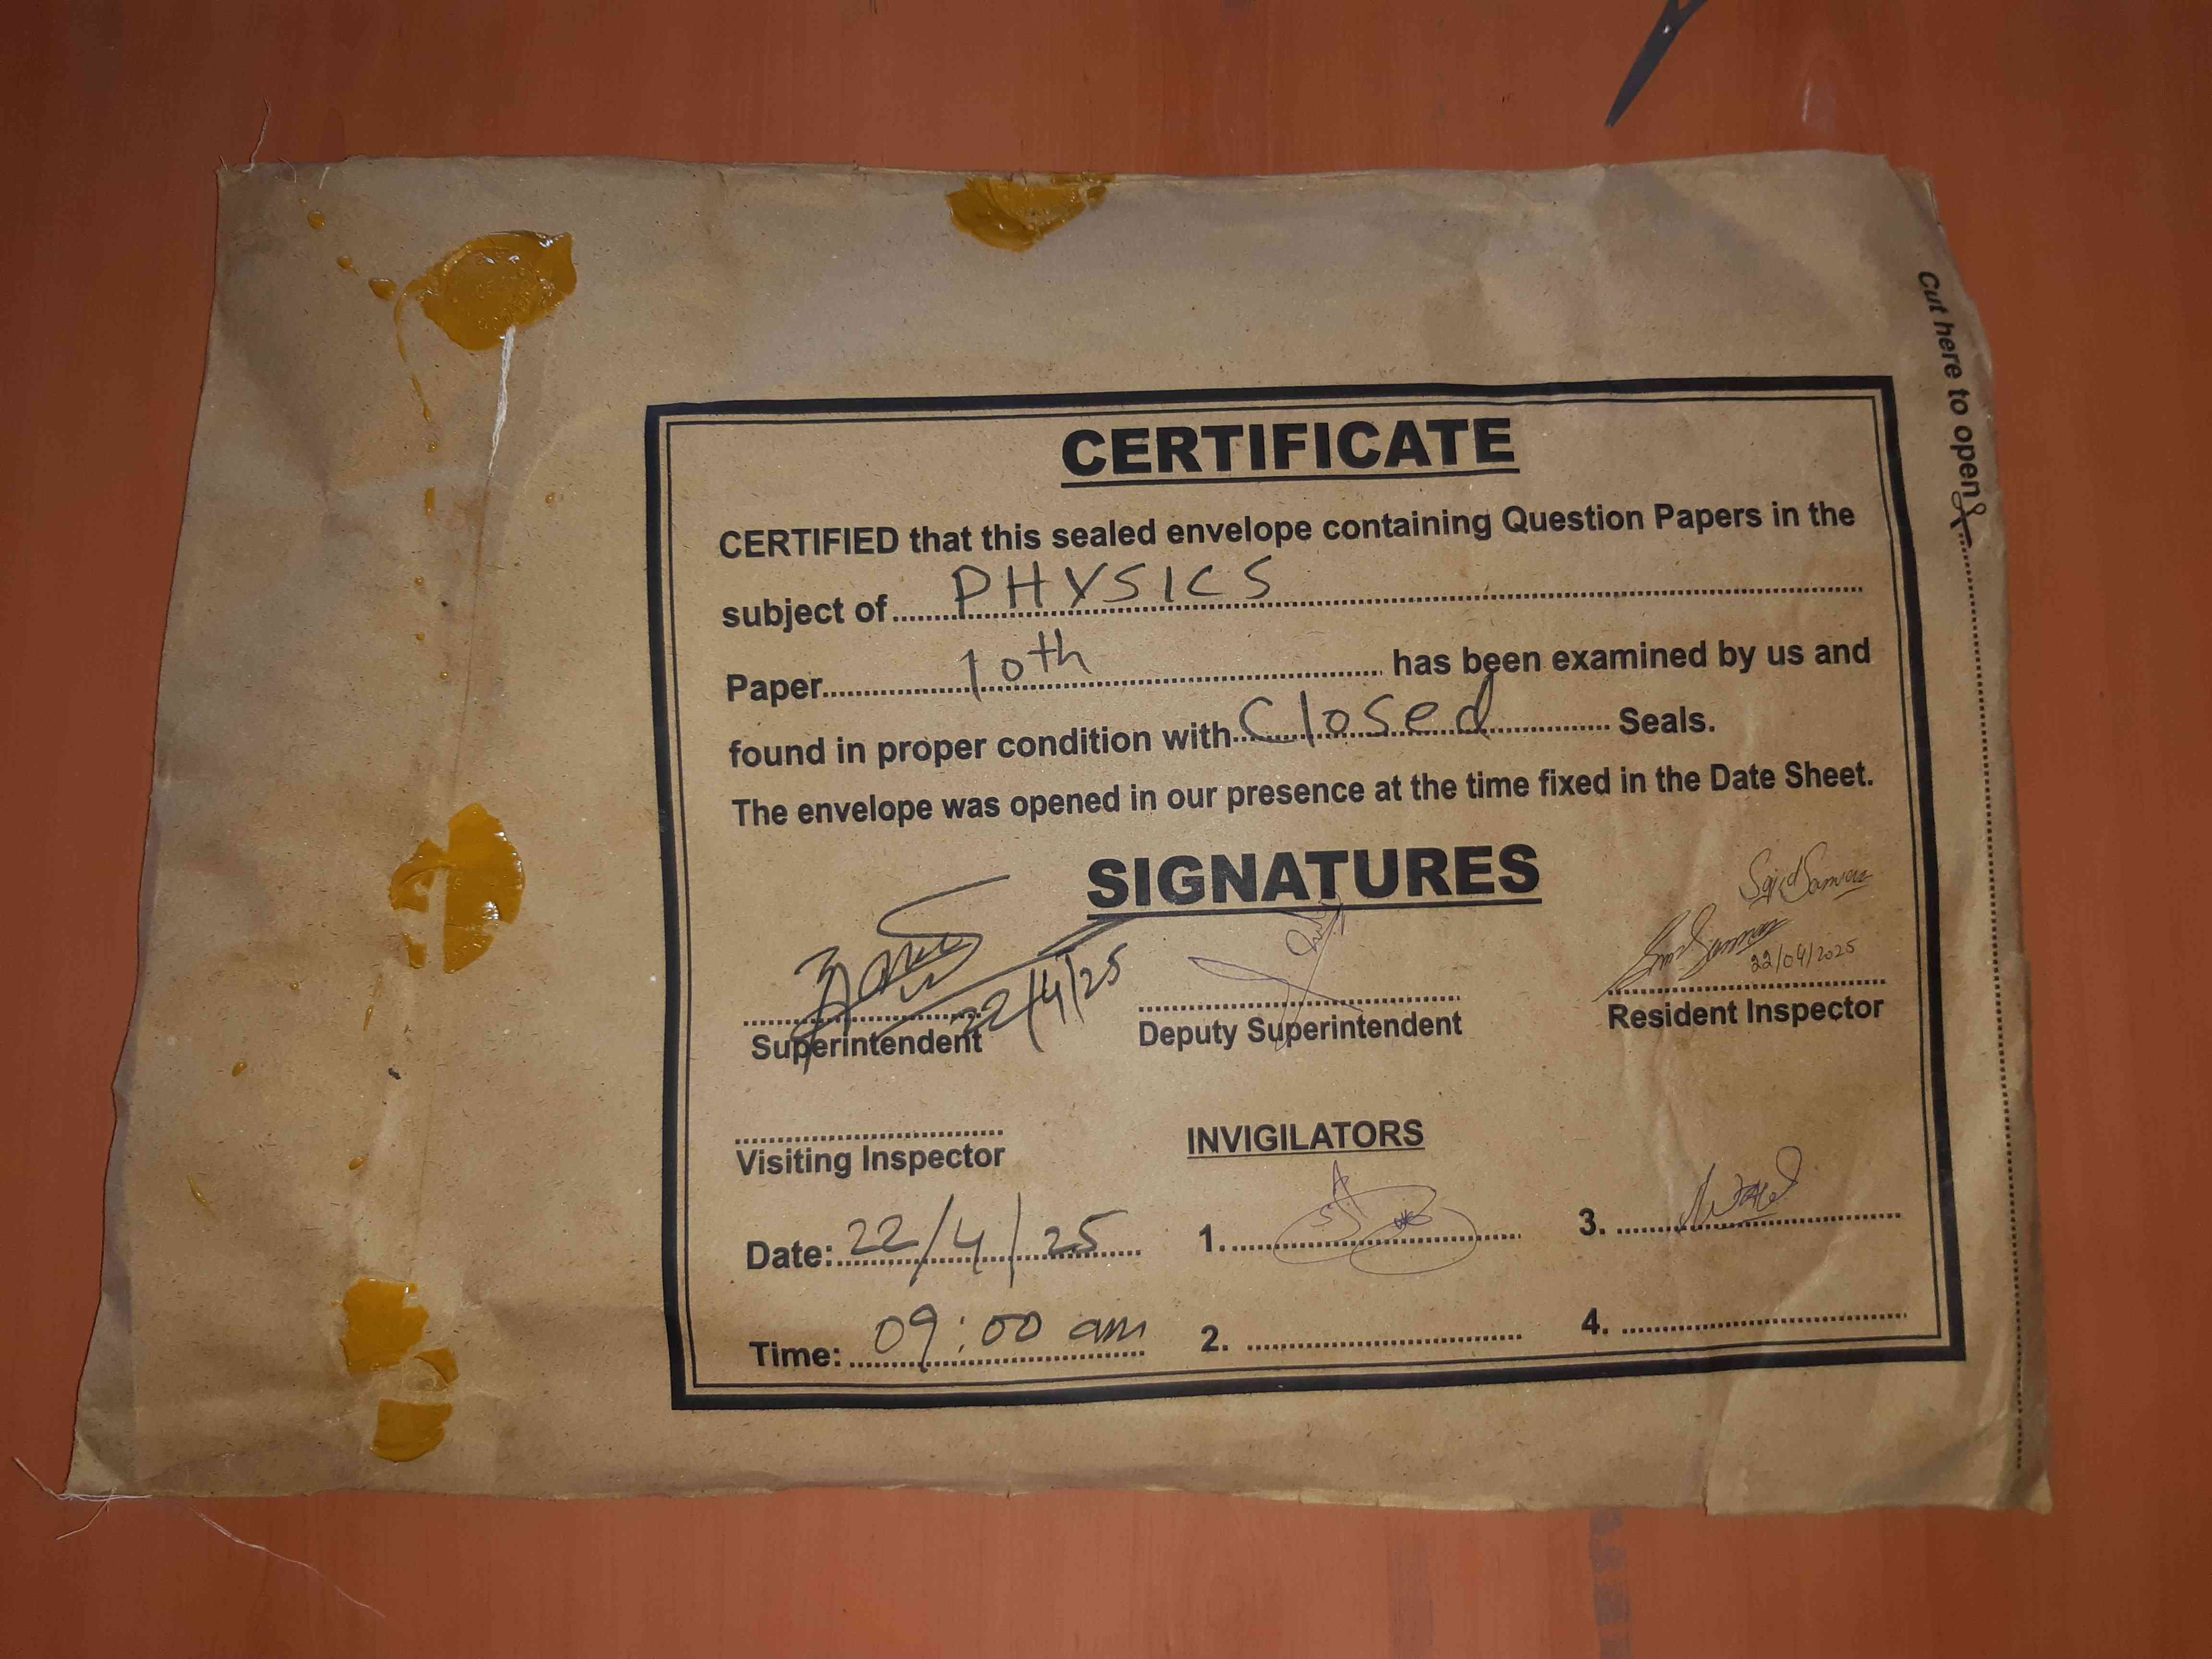 Cut here to open
CERTIFICATE
CERTIFIED that this sealed envelope containing Question Papers in the
subject of PHYSICS
Paper 10th has been examined by us and
found in proper condition with Closed Seals.
The envelope was opened in our presence at the time fixed in the Date Sheet.
SIGNATURES
22/4/25
22/04/2025
Superintendent
Deputy Superintendent
Resident Inspector
Visiting Inspector
INVIGILATORS
Date: 22/4/25
1.
3.
Time: 09:00 am
2.
4.